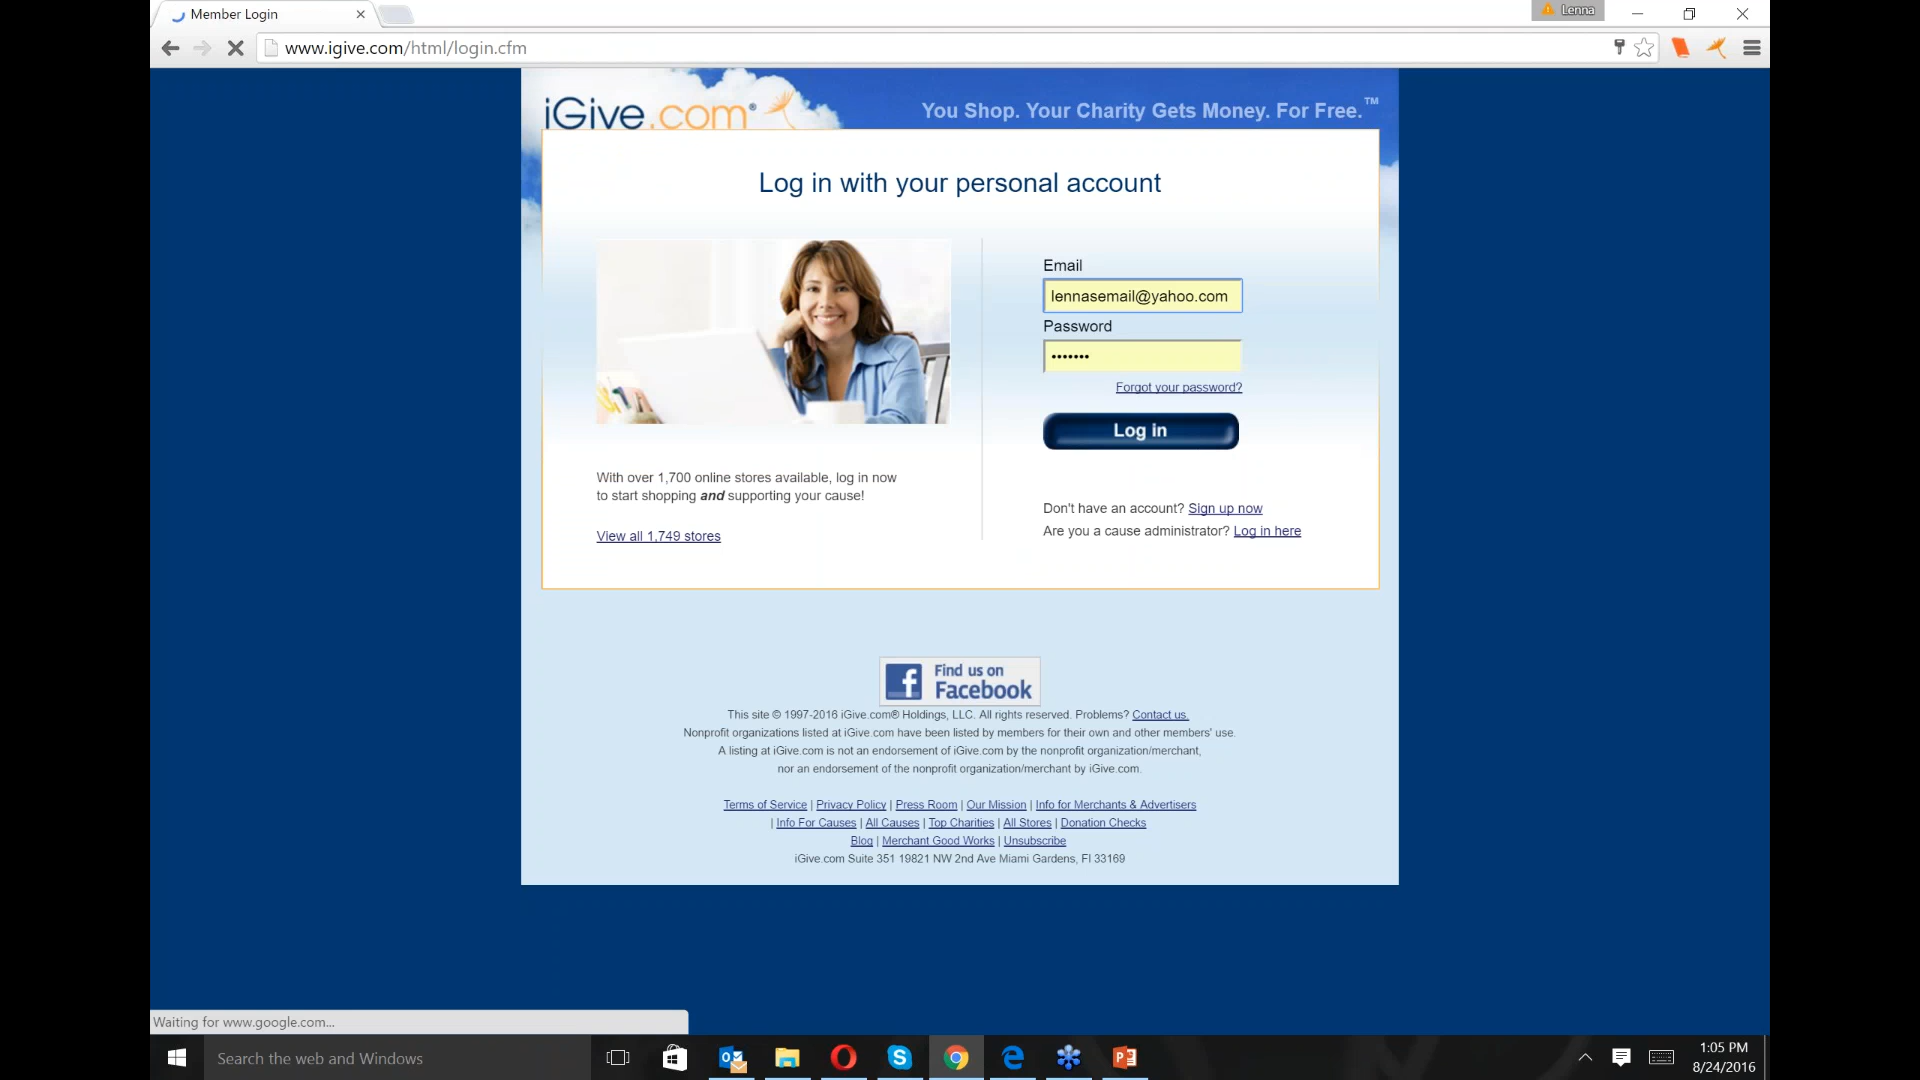 Member Login
Lenna
www.igive.com/html/login.cfm
iGive.com®
You Shop. Your Charity Gets Money. For Free.™
Log in with your personal account
Email
lennasemail@yahoo.com
Password
•••••••
Forgot your password?
Log in
With over 1,700 online stores available, log in now
to start shopping and supporting your cause!
View all 1,749 stores
Don't have an account? Sign up now
Are you a cause administrator? Log in here
Find us on
Facebook
This site © 1997-2016 iGive.com® Holdings, LLC. All rights reserved. Problems? Contact us.
Nonprofit organizations listed at iGive.com have been listed by members for their own and other members' use.
A listing at iGive.com is not an endorsement of iGive.com by the nonprofit organization/merchant,
nor an endorsement of the nonprofit organization/merchant by iGive.com.
Terms of Service | Privacy Policy | Press Room | Our Mission | Info for Merchants & Advertisers
| Info For Causes | All Causes | Top Charities | All Stores | Donation Checks
Blog | Merchant Good Works | Unsubscribe
iGive.com Suite 351 19821 NW 2nd Ave Miami Gardens, Fl 33169
Waiting for www.google.com...
Search the web and Windows
1:05 PM
8/24/2016